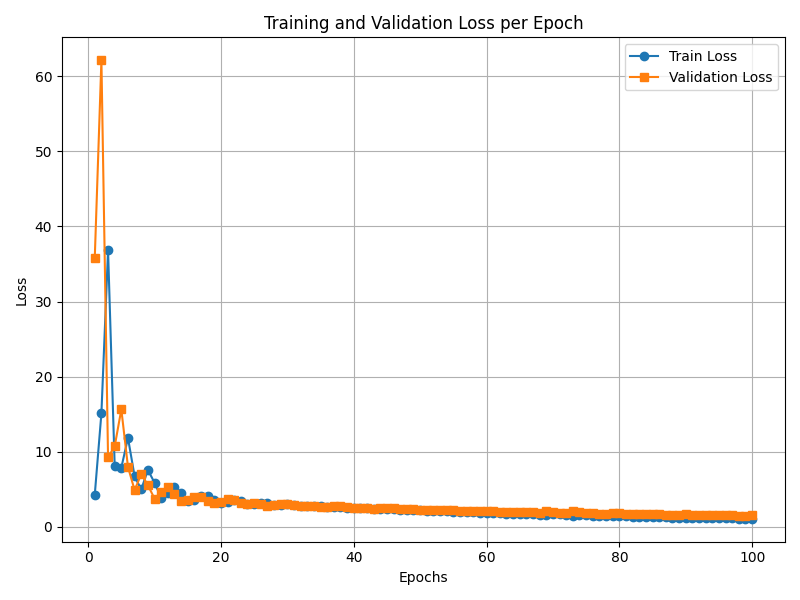 Training and Validation Loss per Epoch
Train Loss
Validation Loss
60
50
40
30
20
10
0
Loss
0 20 40 60 80 100
Epochs